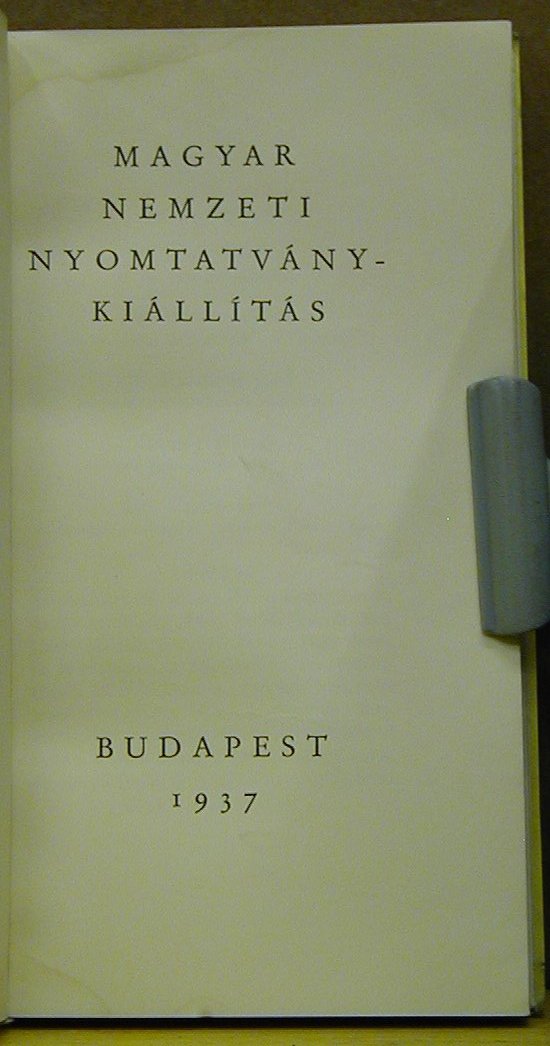 MAGYAR
NEMZETI
NYOMTATVÁNY-
KIÁLLÍTÁS
BUDAPEST
1937